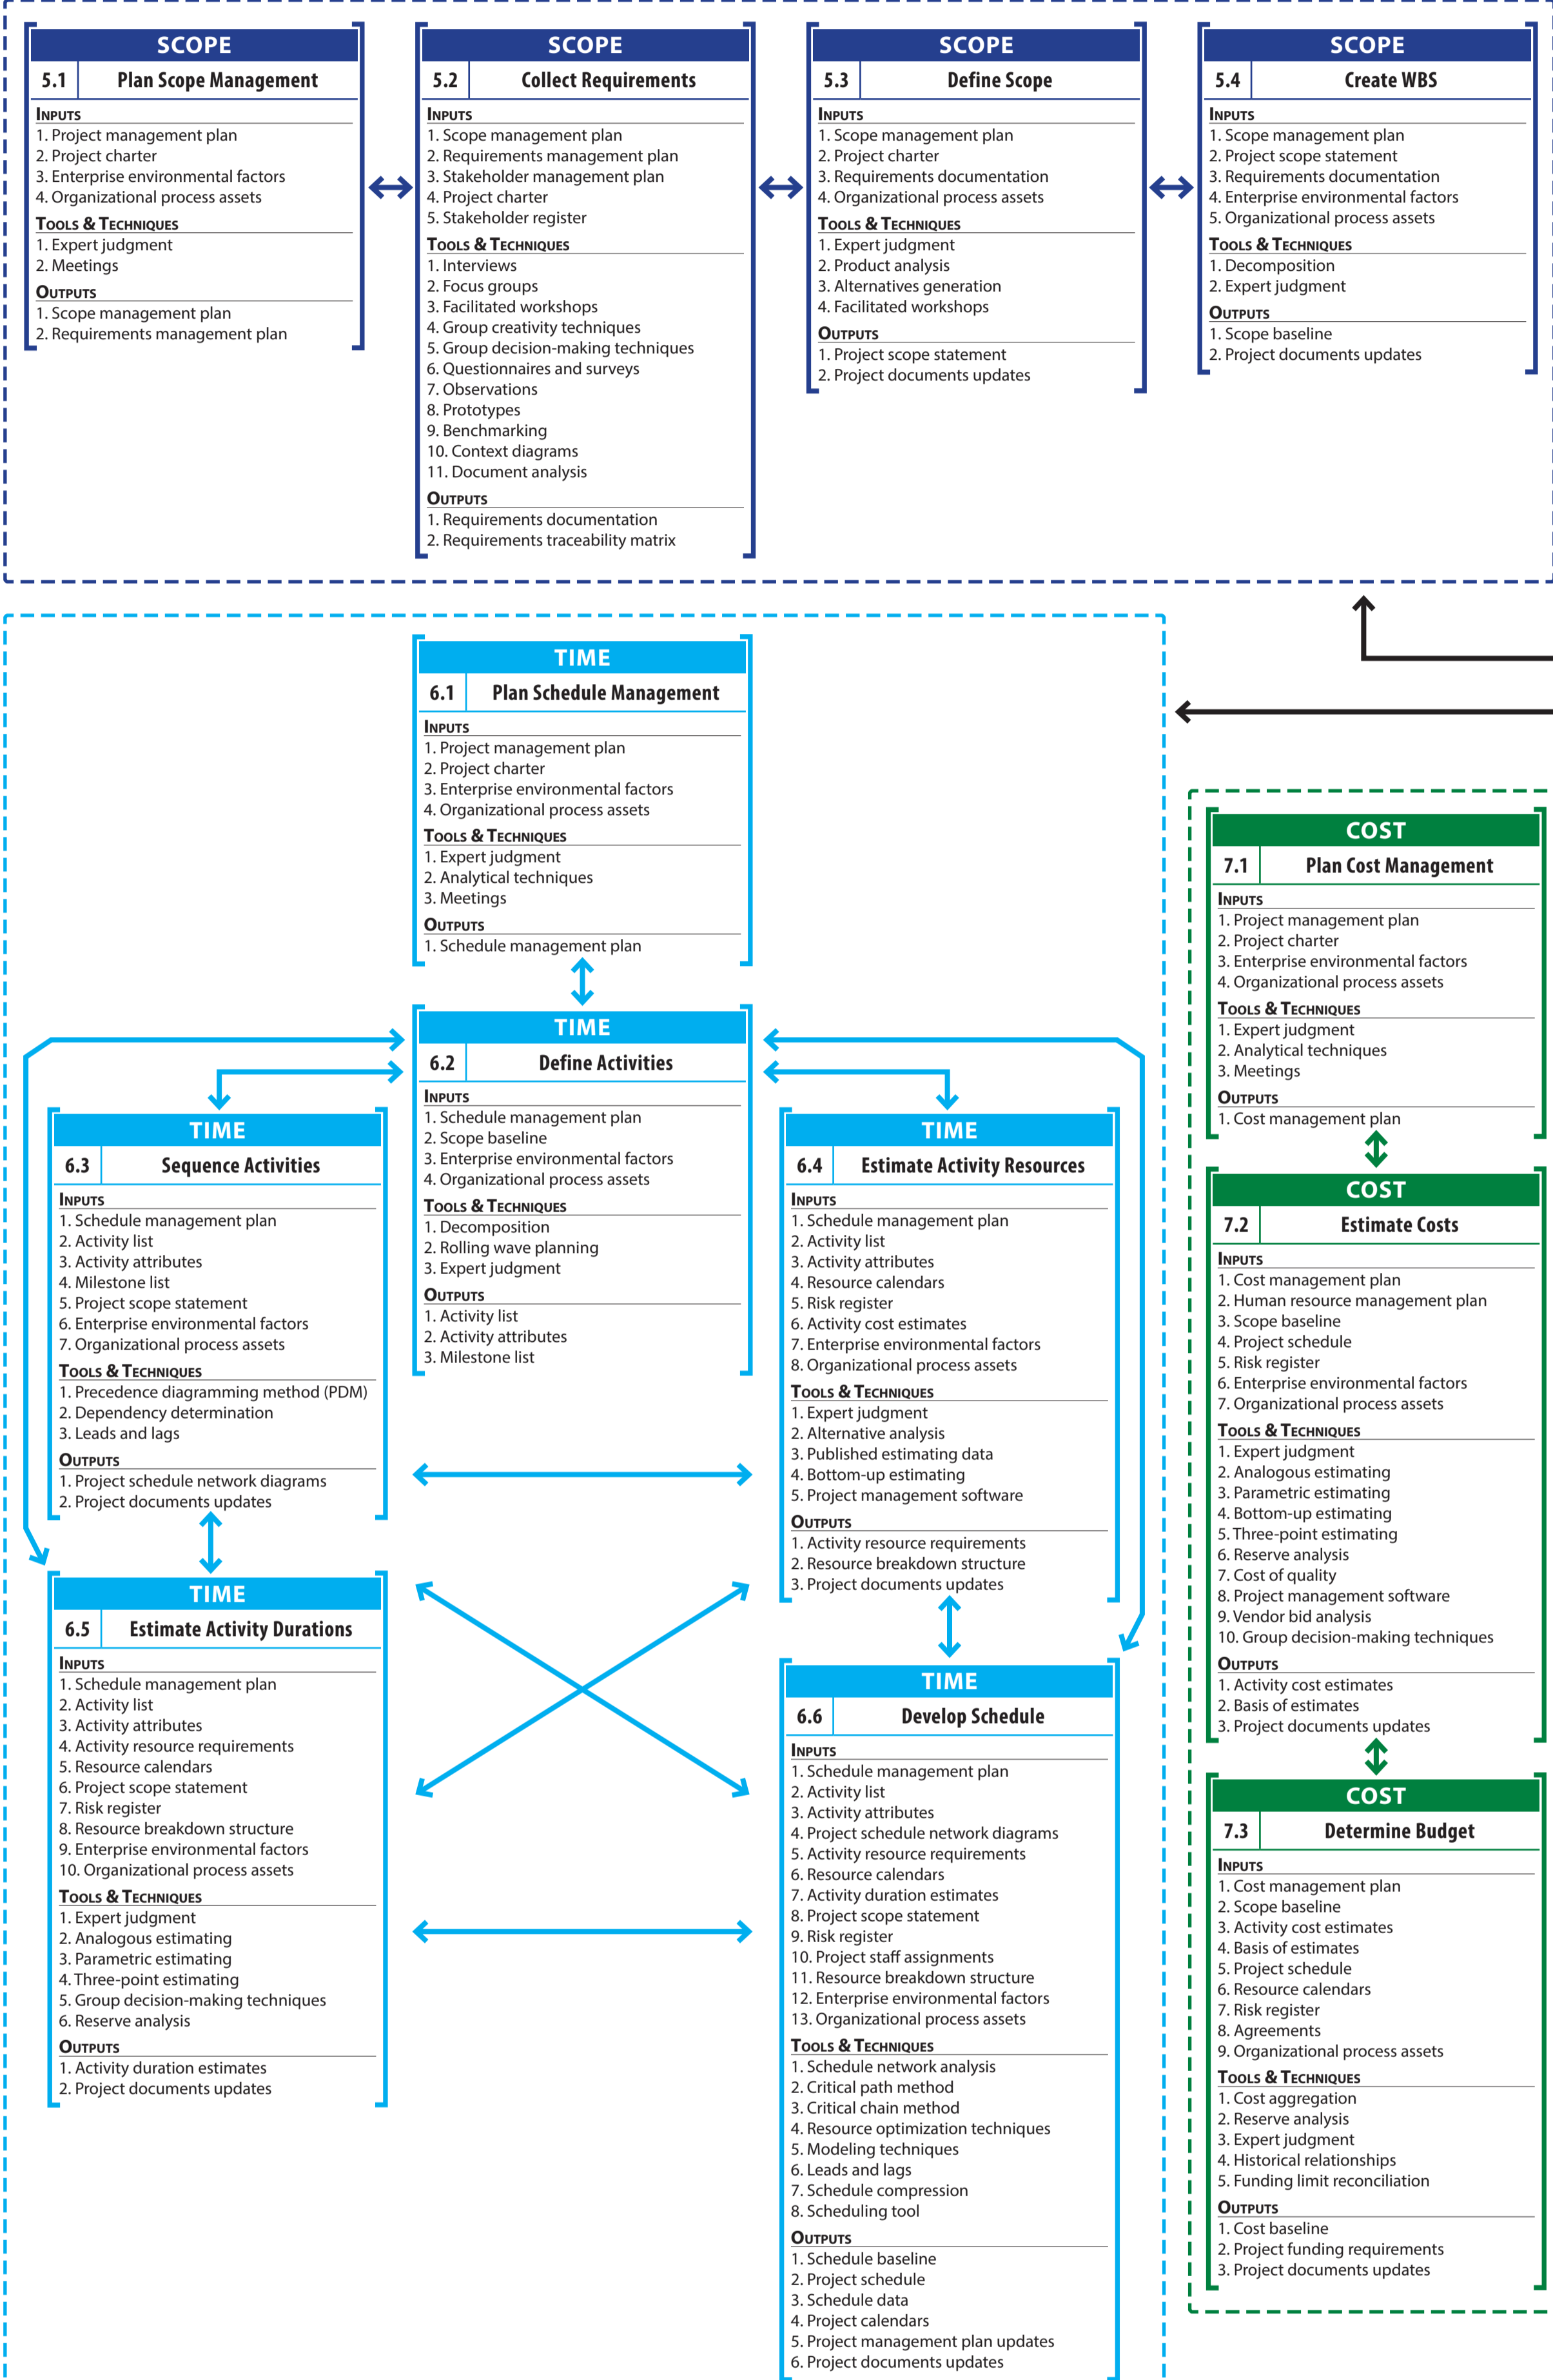 SCOPE
5.1 Plan Scope Management
INPUTS
1. Project management plan
2. Project charter
3. Enterprise environmental factors
4. Organizational process assets
TOOLS & TECHNIQUES
1. Expert judgment
2. Meetings
OUTPUTS
1. Scope management plan
2. Requirements management plan
SCOPE
5.2 Collect Requirements
INPUTS
1. Scope management plan
2. Requirements management plan
3. Stakeholder management plan
4. Project charter
5. Stakeholder register
TOOLS & TECHNIQUES
1. Interviews
2. Focus groups
3. Facilitated workshops
4. Group creativity techniques
5. Group decision-making techniques
6. Questionnaires and surveys
7. Observations
8. Prototypes
9. Benchmarking
10. Context diagrams
11. Document analysis
OUTPUTS
1. Requirements documentation
2. Requirements traceability matrix
SCOPE
5.3 Define Scope
INPUTS
1. Scope management plan
2. Project charter
3. Requirements documentation
4. Organizational process assets
TOOLS & TECHNIQUES
1. Expert judgment
2. Product analysis
3. Alternatives generation
4. Facilitated workshops
OUTPUTS
1. Project scope statement
2. Project documents updates
SCOPE
5.4 Create WBS
INPUTS
1. Scope management plan
2. Project scope statement
3. Requirements documentation
4. Enterprise environmental factors
5. Organizational process assets
TOOLS & TECHNIQUES
1. Decomposition
2. Expert judgment
OUTPUTS
1. Scope baseline
2. Project documents updates
TIME
6.1 Plan Schedule Management
INPUTS
1. Project management plan
2. Project charter
3. Enterprise environmental factors
4. Organizational process assets
TOOLS & TECHNIQUES
1. Expert judgment
2. Analytical techniques
3. Meetings
OUTPUTS
1. Schedule management plan
TIME
6.2 Define Activities
INPUTS
1. Schedule management plan
2. Scope baseline
3. Enterprise environmental factors
4. Organizational process assets
TOOLS & TECHNIQUES
1. Decomposition
2. Rolling wave planning
3. Expert judgment
OUTPUTS
1. Activity list
2. Activity attributes
3. Milestone list
TIME
6.3 Sequence Activities
INPUTS
1. Schedule management plan
2. Activity list
3. Activity attributes
4. Milestone list
5. Project scope statement
6. Enterprise environmental factors
7. Organizational process assets
TOOLS & TECHNIQUES
1. Precedence diagramming method (PDM)
2. Dependency determination
3. Leads and lags
OUTPUTS
1. Project schedule network diagrams
2. Project documents updates
TIME
6.4 Estimate Activity Resources
INPUTS
1. Schedule management plan
2. Activity list
3. Activity attributes
4. Resource calendars
5. Risk register
6. Activity cost estimates
7. Enterprise environmental factors
8. Organizational process assets
TOOLS & TECHNIQUES
1. Expert judgment
2. Alternative analysis
3. Published estimating data
4. Bottom-up estimating
5. Project management software
OUTPUTS
1. Activity resource requirements
2. Resource breakdown structure
3. Project documents updates
TIME
6.5 Estimate Activity Durations
INPUTS
1. Schedule management plan
2. Activity list
3. Activity attributes
4. Activity resource requirements
5. Resource calendars
6. Project scope statement
7. Risk register
8. Resource breakdown structure
9. Enterprise environmental factors
10. Organizational process assets
TOOLS & TECHNIQUES
1. Expert judgment
2. Analogous estimating
3. Parametric estimating
4. Three-point estimating
5. Group decision-making techniques
6. Reserve analysis
OUTPUTS
1. Activity duration estimates
2. Project documents updates
TIME
6.6 Develop Schedule
INPUTS
1. Schedule management plan
2. Activity list
3. Activity attributes
4. Project schedule network diagrams
5. Activity resource requirements
6. Resource calendars
7. Activity duration estimates
8. Project scope statement
9. Risk register
10. Project staff assignments
11. Resource breakdown structure
12. Enterprise environmental factors
13. Organizational process assets
TOOLS & TECHNIQUES
1. Schedule network analysis
2. Critical path method
3. Critical chain method
4. Resource optimization techniques
5. Modeling techniques
6. Leads and lags
7. Schedule compression
8. Scheduling tool
OUTPUTS
1. Schedule baseline
2. Project schedule
3. Schedule data
4. Project calendars
5. Project management plan updates
6. Project documents updates
COST
7.1 Plan Cost Management
INPUTS
1. Project management plan
2. Project charter
3. Enterprise environmental factors
4. Organizational process assets
TOOLS & TECHNIQUES
1. Expert judgment
2. Analytical techniques
3. Meetings
OUTPUTS
1. Cost management plan
COST
7.2 Estimate Costs
INPUTS
1. Cost management plan
2. Human resource management plan
3. Scope baseline
4. Project schedule
5. Risk register
6. Enterprise environmental factors
7. Organizational process assets
TOOLS & TECHNIQUES
1. Expert judgment
2. Analogous estimating
3. Parametric estimating
4. Bottom-up estimating
5. Three-point estimating
6. Reserve analysis
7. Cost of quality
8. Project management software
9. Vendor bid analysis
10. Group decision-making techniques
OUTPUTS
1. Activity cost estimates
2. Basis of estimates
3. Project documents updates
COST
7.3 Determine Budget
INPUTS
1. Cost management plan
2. Scope baseline
3. Activity cost estimates
4. Basis of estimates
5. Project schedule
6. Resource calendars
7. Risk register
8. Agreements
9. Organizational process assets
TOOLS & TECHNIQUES
1. Cost aggregation
2. Reserve analysis
3. Expert judgment
4. Historical relationships
5. Funding limit reconciliation
OUTPUTS
1. Cost baseline
2. Project funding requirements
3. Project documents updates